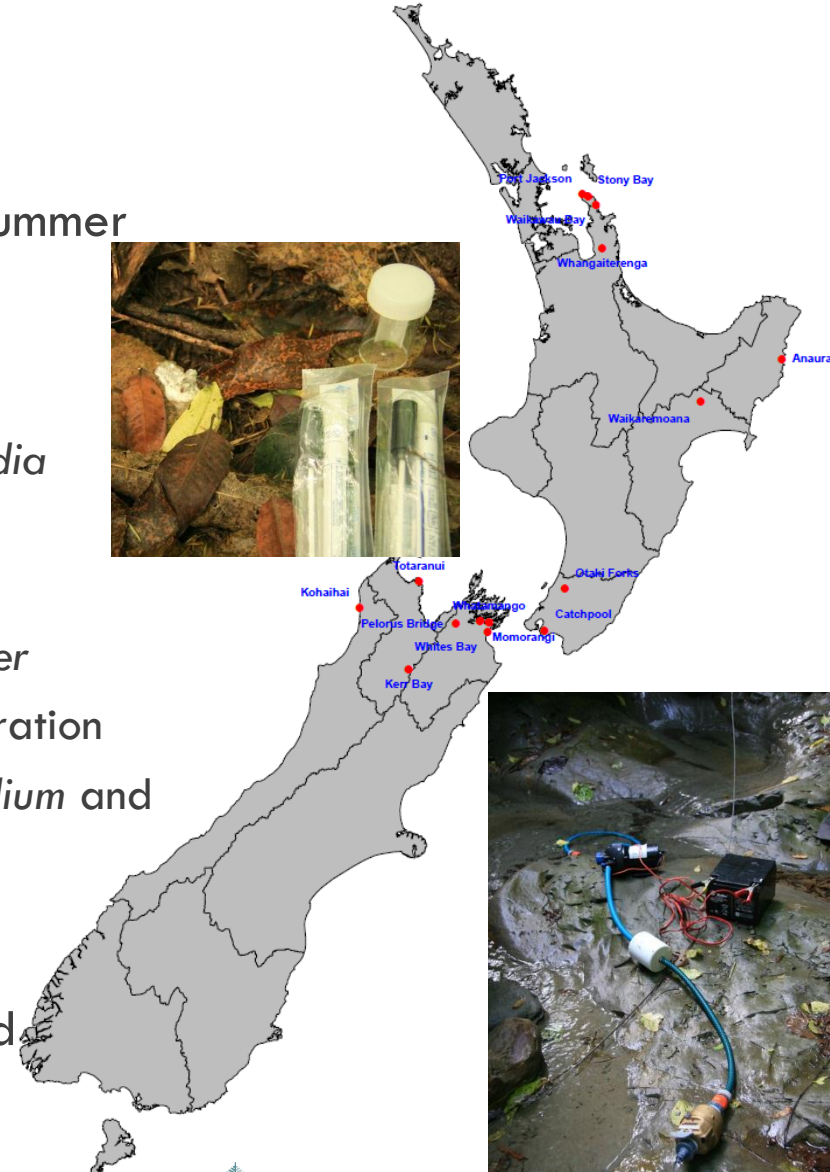 ummer
dia
er
ration
lium and
d
Port Jackson
Stony Bay
Waikawau Bay
Whangaiterenga
Anaura
Waikaremoana
Otaki Forks
Catchpool
Totaranui
Kohaihai
Whatamango
Pelorus Bridge
Momorangi
Whites Bay
Kerr Bay